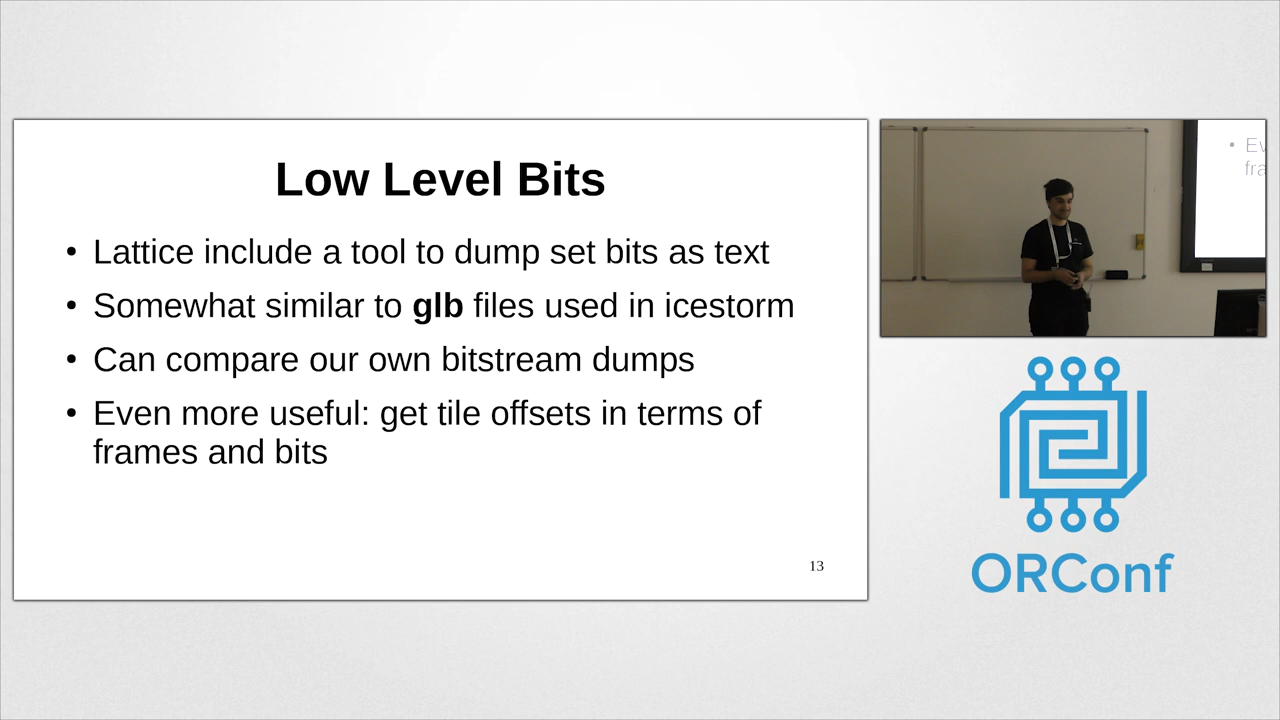 Low Level Bits
• Lattice include a tool to dump set bits as text
• Somewhat similar to glb files used in icestorm
• Can compare our own bitstream dumps
• Even more useful: get tile offsets in terms of
frames and bits
13
• Ev
fra
ORConf